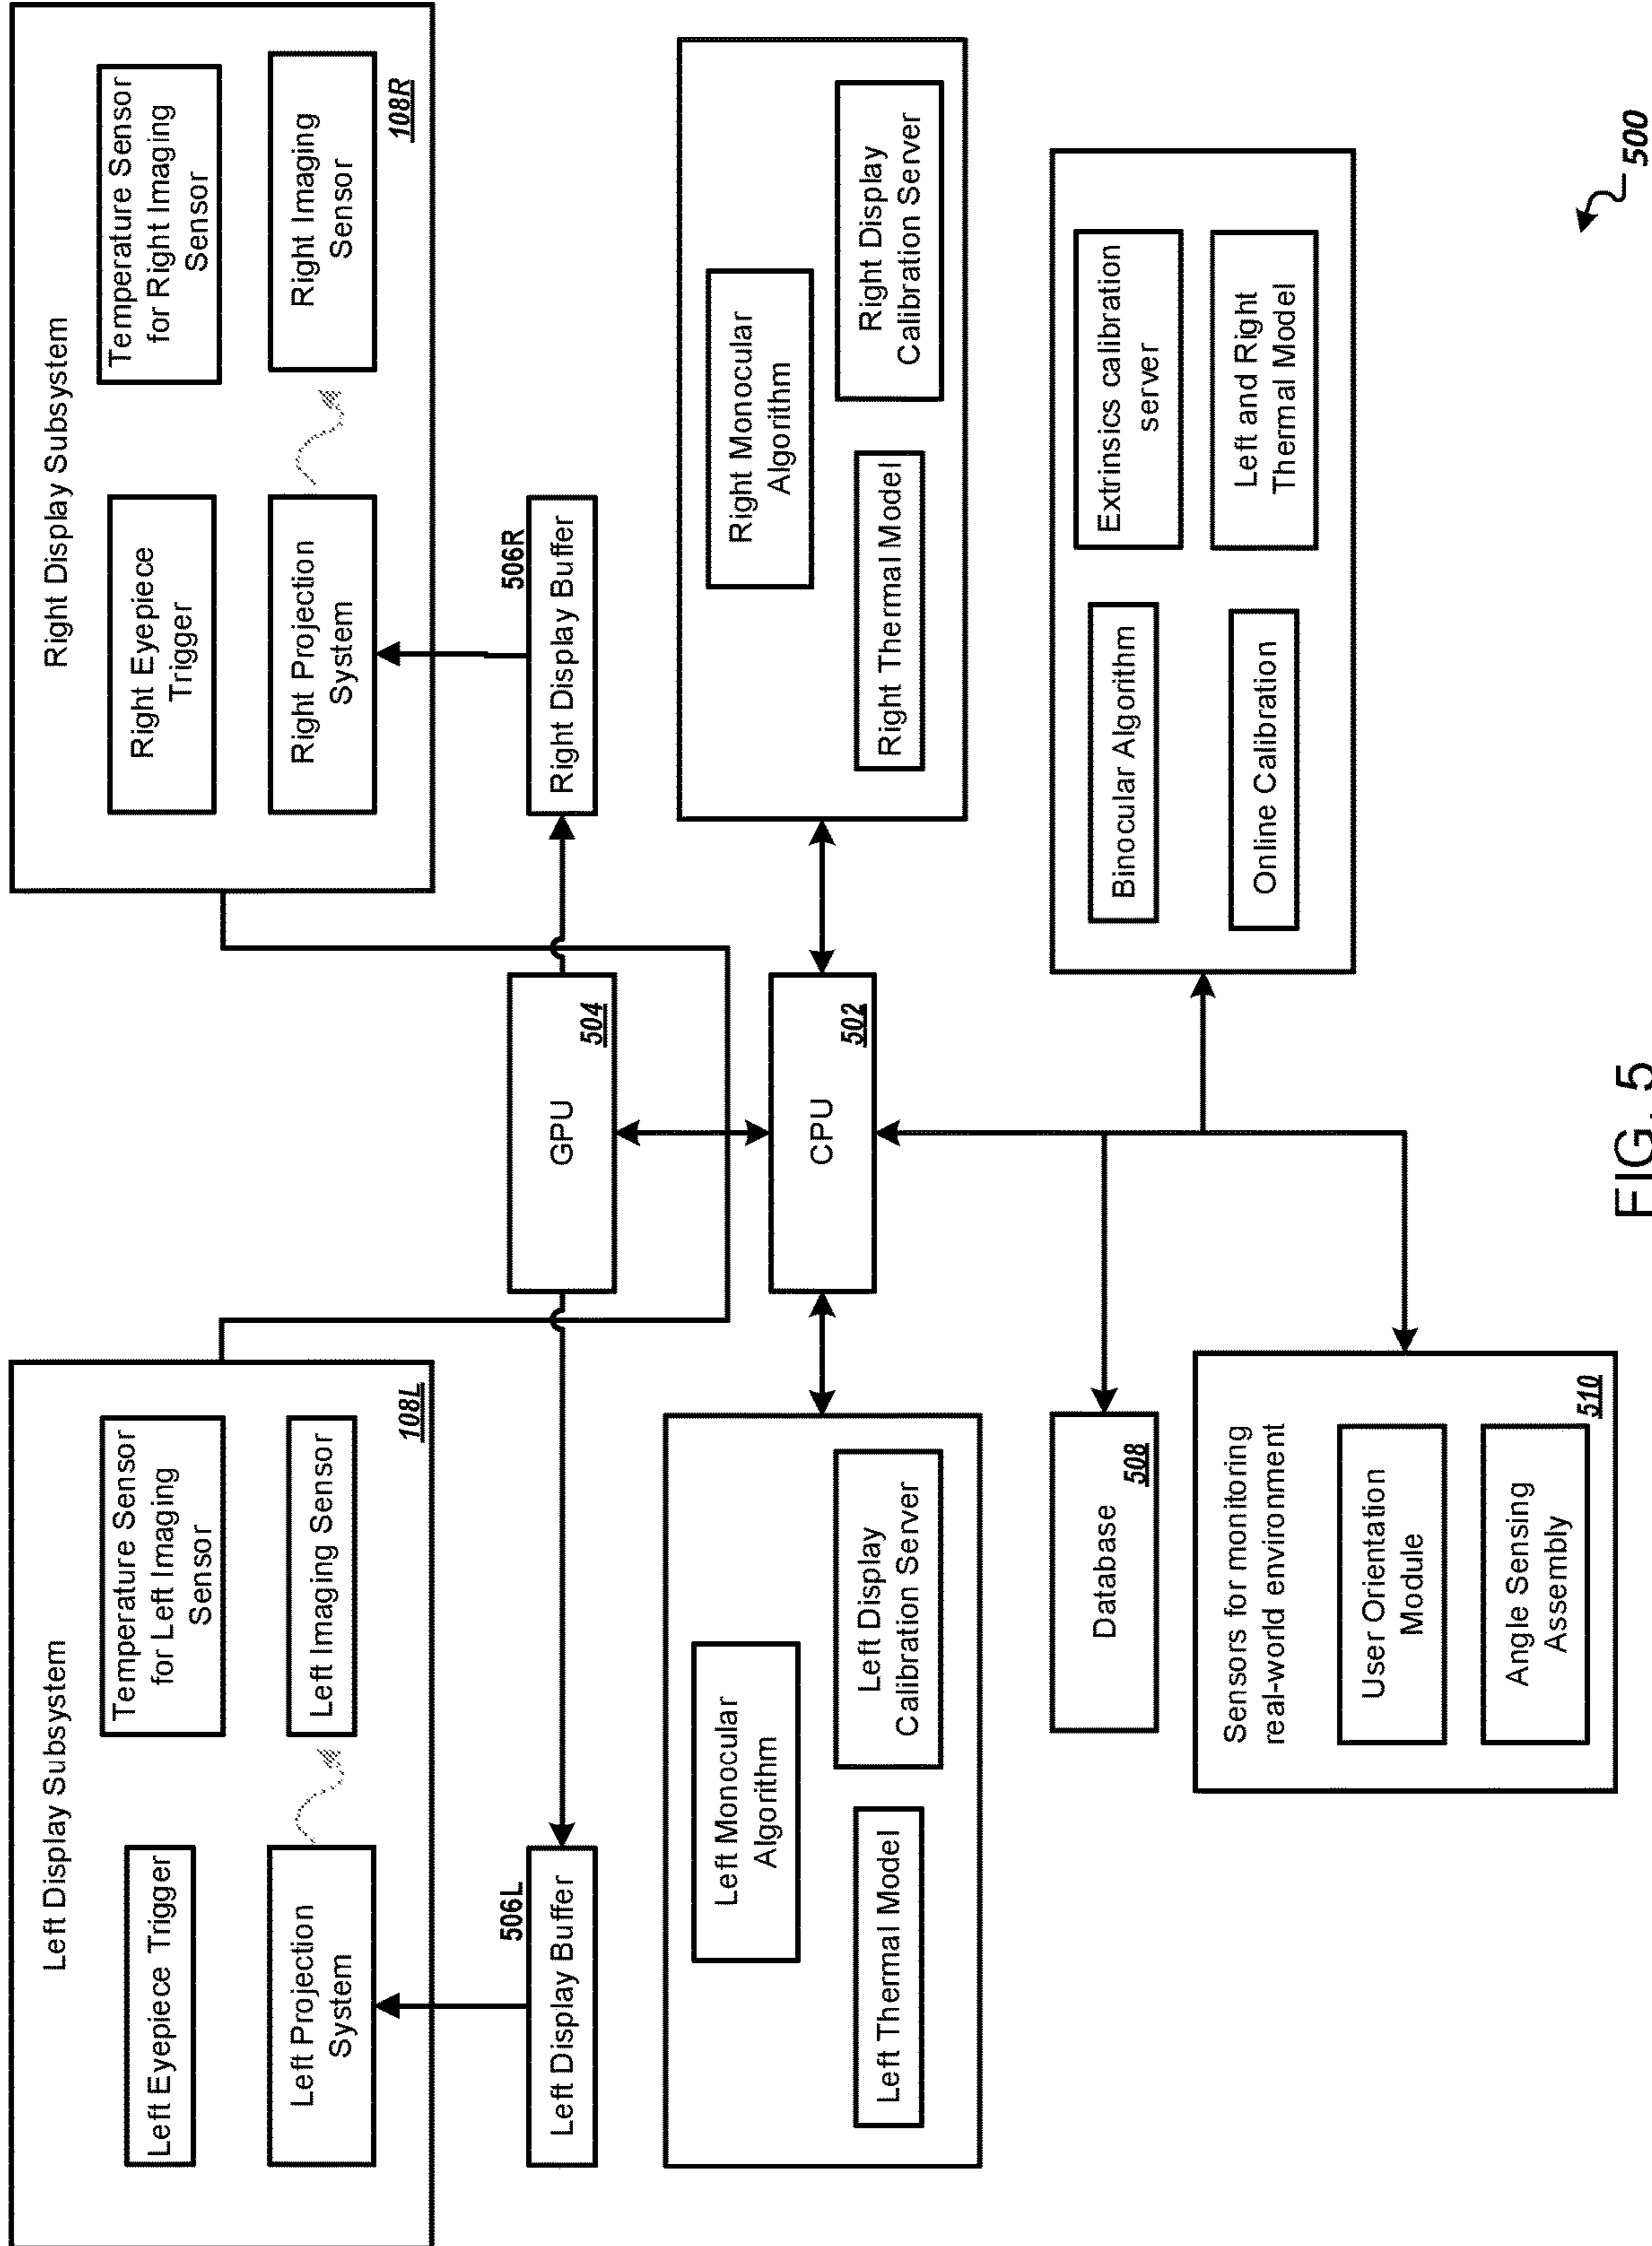 Left Display Subsystem
Left Eyepiece Trigger
Temperature Sensor
for Left Imaging
Sensor
Left Projection
System
Left Imaging Sensor
108L
Right Display Subsystem
Right Eyepiece
Trigger
Temperature Sensor
for Right Imaging
Sensor
Right Projection
System
Right Imaging
Sensor
108R
506L
Left Display Buffer
GPU
504
506R
Right Display Buffer
Left Monocular
Algorithm
Left Thermal Model
Left Display
Calibration Server
CPU
502
Right Monocular
Algorithm
Right Thermal Model
Right Display
Calibration Server
Database
508
Binocular Algorithm
Extrinsics calibration
server
Online Calibration
Left and Right
Thermal Model
Sensors for monitoring
real-world environment
User Orientation
Module
Angle Sensing
Assembly
510
500
FIG. 5